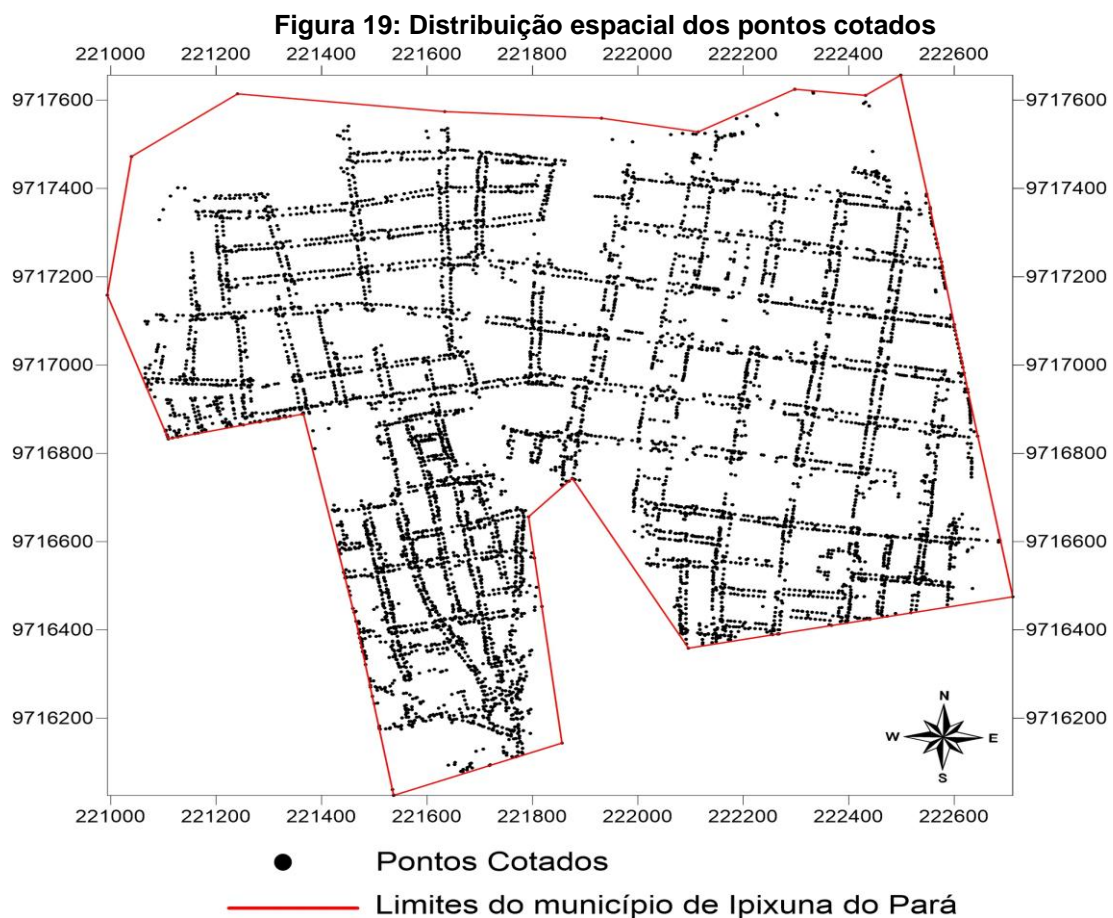 Figura 19: Distribuição espacial dos pontos cotados
221000 221200 221400 221600 221800 222000 222200 222400 222600
9717600 9717600
9717400 9717400
9717200 9717200
9717000 9717000
9716800 9716800
9716600 9716600
9716400 9716400
9716200 9716200
N
W E
S
221000 221200 221400 221600 221800 222000 222200 222400 222600
Pontos Cotados
Limites do município de Ipixuna do Pará